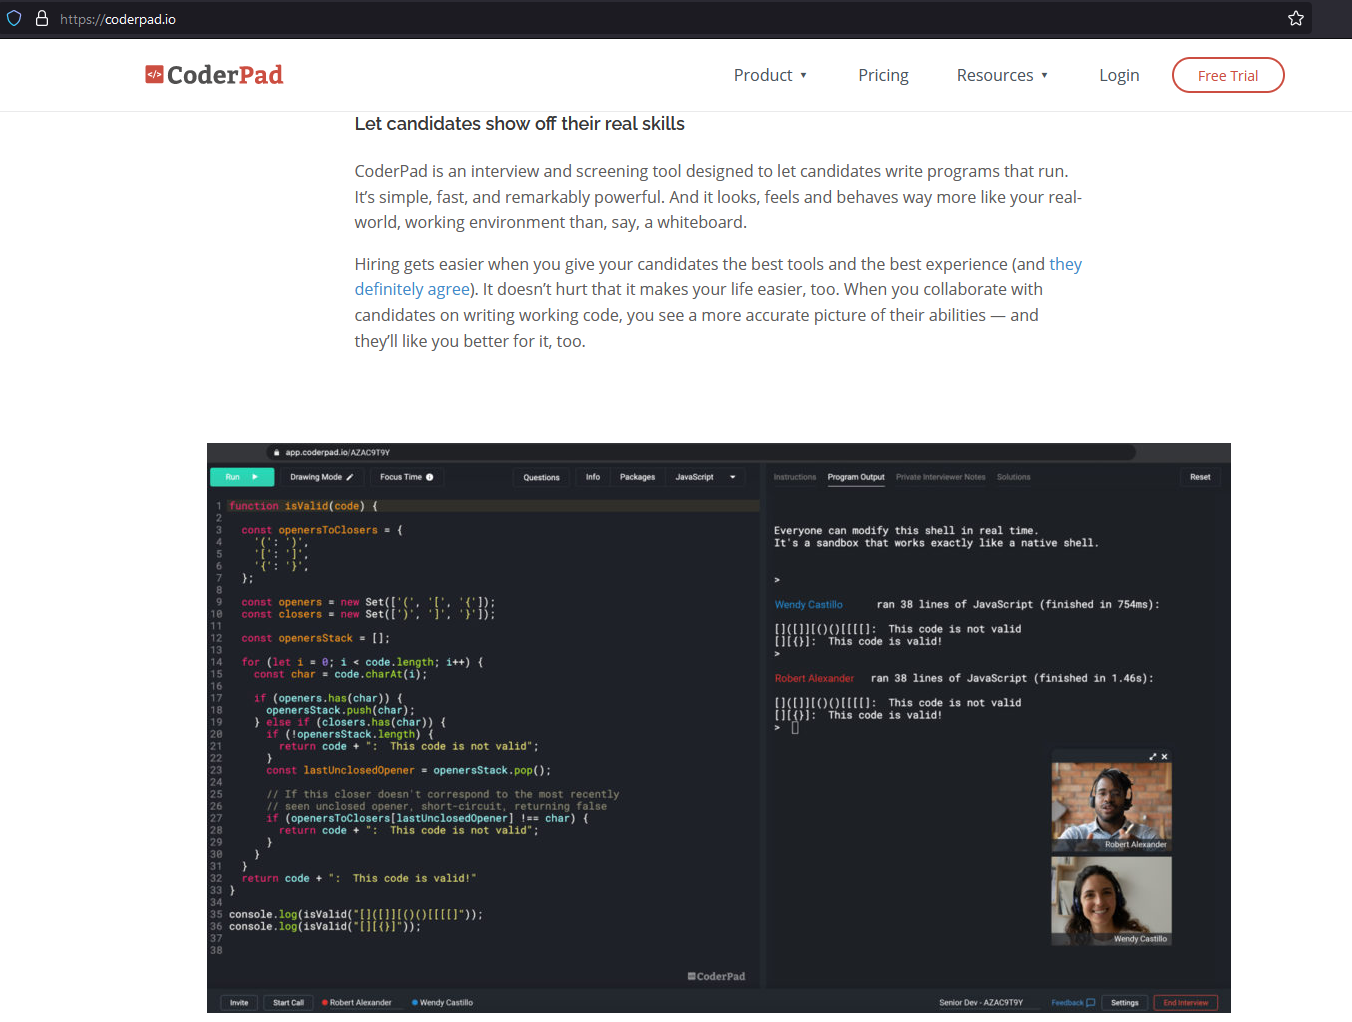 https://coderpad.io
</> CoderPad
Product ▼
Pricing
Resources ▼
Login
Free Trial
Let candidates show off their real skills
CoderPad is an interview and screening tool designed to let candidates write programs that run.
It's simple, fast, and remarkably powerful. And it looks, feels and behaves way more like your real-
world, working environment than, say, a whiteboard.
Hiring gets easier when you give your candidates the best tools and the best experience (and they
definitely agree). It doesn't hurt that it makes your life easier, too. When you collaborate with
candidates on writing working code, you see a more accurate picture of their abilities — and
they'll like you better for it, too.
app.coderpad.io/AZAC9T9Y
Run
Drawing Mode
Focus Time
Questions
Info
Packages
JavaScript
1 function isValid(code) {
2
3   const openersToClosers = {
4     '(': ')',
5     '[': ']',
6     '{': '}',
7   };
8
9   const openers = new Set(['(', '[', '{']);
10   const closers = new Set([')', ']', '}']);
11
12   const openersStack = [];
13
14   for (let i = 0; i < code.length; i++) {
15     const char = code.charAt(i);
16
17     if (openers.has(char)) {
18       openersStack.push(char);
19     } else if (closers.has(char)) {
20       if (!openersStack.length) {
21         return code + ":  This code is not valid";
22       }
23       const lastUnclosedOpener = openersStack.pop();
24
25       // If this closer doesn't correspond to the most recently
26       // seen unclosed opener, short-circuit, returning false
27       if (openersToClosers[lastUnclosedOpener] !== char) {
28         return code + ":  This code is not valid";
29       }
30     }
31   }
32   return code + ":  This code is valid!"
33 }
34
35 console.log(isValid("[]([]][()()[[[[]"));
36 console.log(isValid("[][{}]"));
37
38
CoderPad
Instructions
Program Output
Private Interviewer Notes
Solutions
Reset
Everyone can modify this shell in real time.
It's a sandbox that works exactly like a native shell.
>
Wendy Castillo ran 38 lines of JavaScript (finished in 754ms):
[]([]][()()[[[[]:  This code is not valid
[][{}]:  This code is valid!
>
Robert Alexander ran 38 lines of JavaScript (finished in 1.46s):
[]([]][()()[[[[]:  This code is not valid
[][{}]:  This code is valid!
>
Robert Alexander
Wendy Castillo
Invite
Start Call
Robert Alexander
Wendy Castillo
Senior Dev - AZAC9T9Y
Feedback
Settings
End Interview